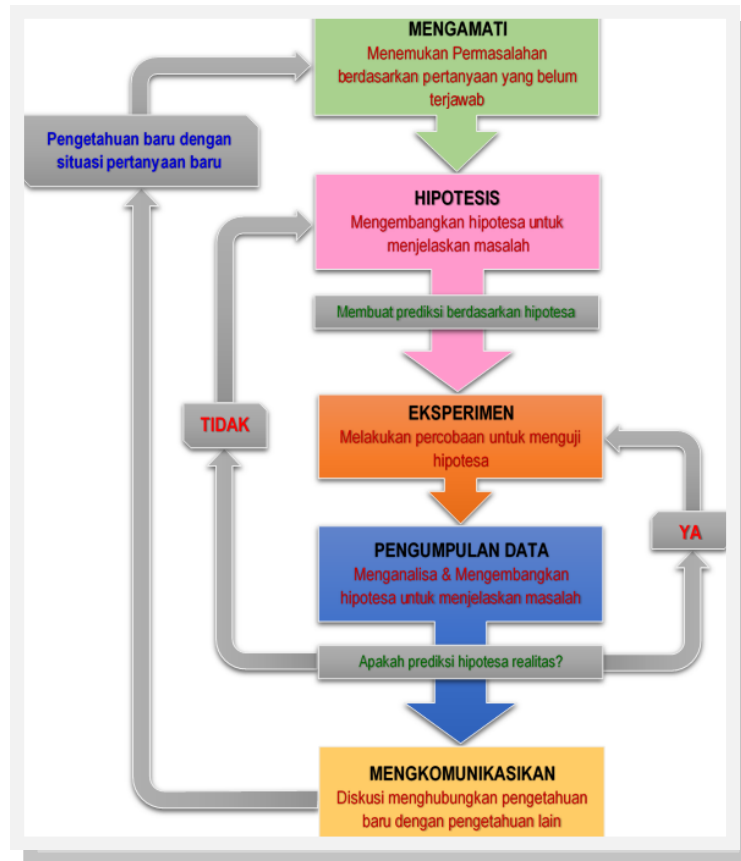 MENGAMATI
Menemukan Permasalahan
berdasarkan pertanyaan yang belum
terjawab
Pengetahuan baru dengan
situasi pertanyaan baru
HIPOTESIS
Mengembangkan hipotesa untuk
menjelaskan masalah
Membuat prediksi berdasarkan hipotesa
TIDAK
EKSPERIMEN
Melakukan percobaan untuk menguji
hipotesa
YA
PENGUMPULAN DATA
Menganalisa & Mengembangkan
hipotesa untuk menjelaskan masalah
Apakah prediksi hipotesa realitas?
MENGKOMUNIKASIKAN
Diskusi menghubungkan pengetahuan
baru dengan pengetahuan lain